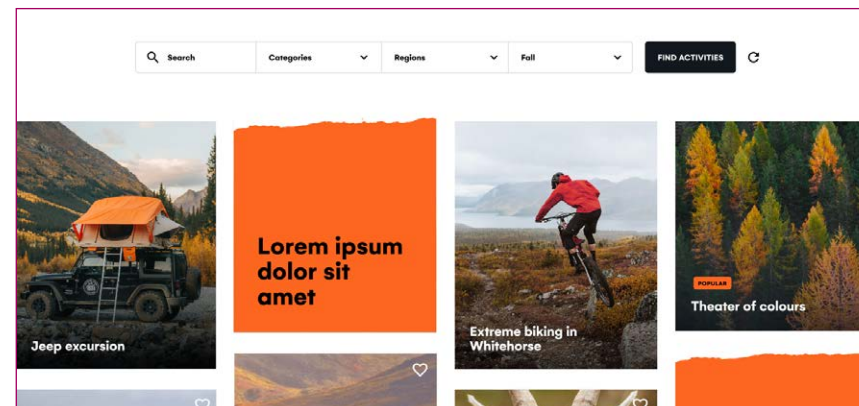 Search
Categories
Regions
Fall
FIND ACTIVITIES
Lorem ipsum
dolor sit
amet
POPULAR
Theater of colours
Extreme biking in
Whitehorse
Jeep excursion